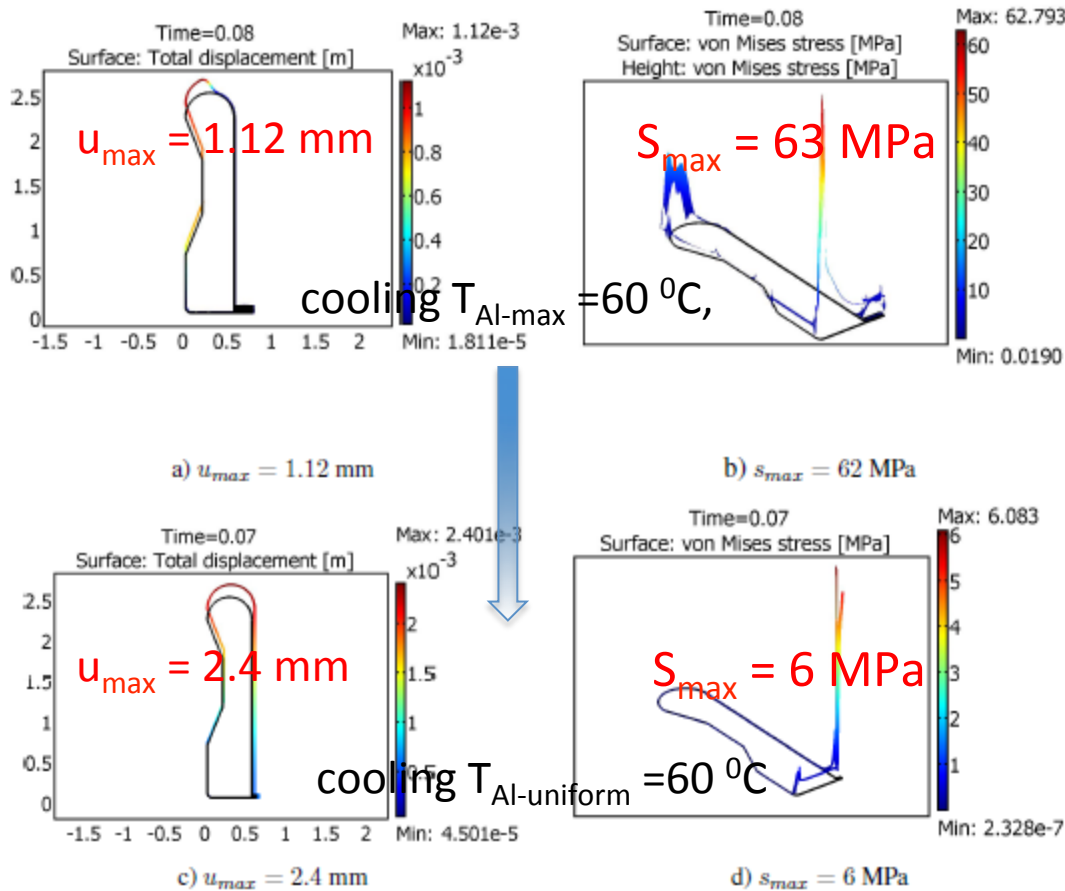 Time=0.08
Surface: Total displacement [m]
Max: 1.12e-3
x10⁻³
2.5
2
1.5
1
0.5
0
-1.5 -1 -0.5 0 0.5 1 1.5 2
1
0.8
0.6
0.4
0.2
Min: 1.811e-5
u_max = 1.12 mm
Time=0.08
Surface: von Mises stress [MPa]
Height: von Mises stress [MPa]
Max: 62.793
60
50
40
30
20
10
Min: 0.0190
S_max = 63 MPa
cooling T_Al-max =60 ⁰C,
a) u_max = 1.12 mm
b) s_max = 62 MPa
Time=0.07
Surface: Total displacement [m]
Max: 2.401e-3
x10⁻³
2.5
2
1.5
1
0.5
0
-1.5 -1 -0.5 0 0.5 1 1.5 2
2
1.5
1
0.5
Min: 4.501e-5
u_max = 2.4 mm
Time=0.07
Surface: von Mises stress [MPa]
Max: 6.083
6
5
4
3
2
1
Min: 2.328e-7
S_max = 6 MPa
cooling T_Al-uniform =60 ⁰C
c) u_max = 2.4 mm
d) s_max = 6 MPa